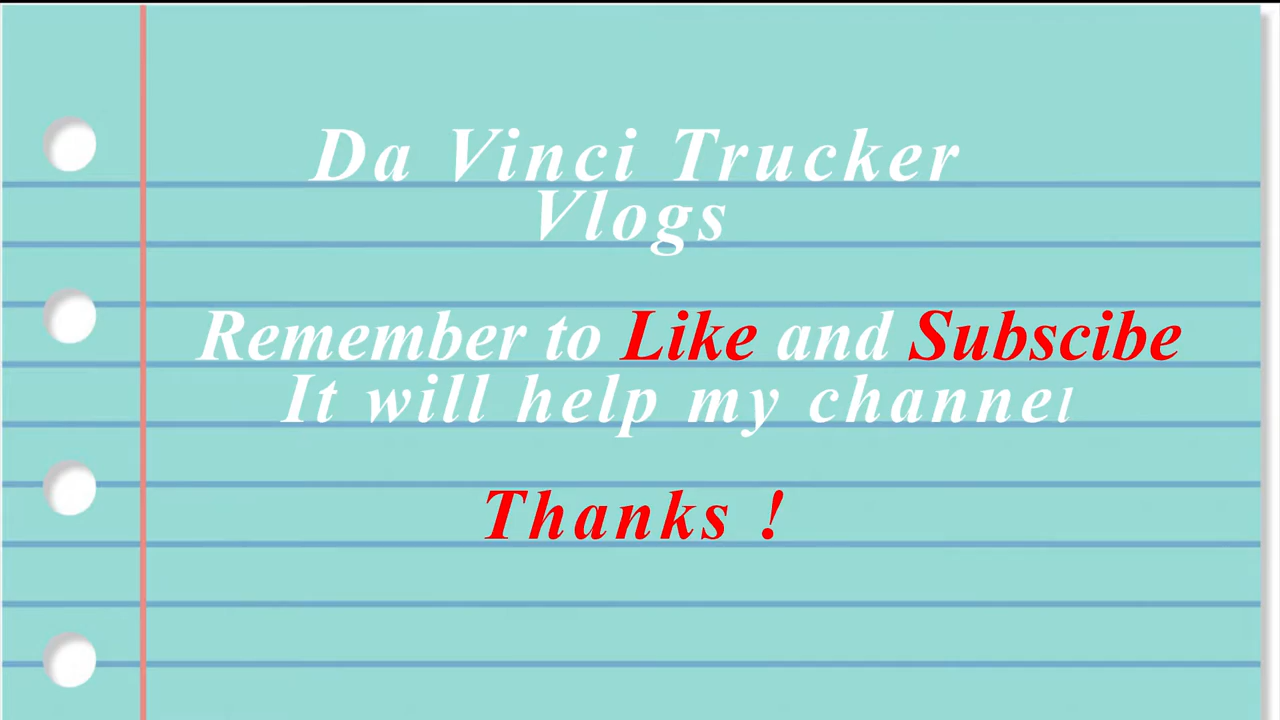 Da Vinci Trucker
Vlogs
Remember to Like and Subscibe
It will help my channel
Thanks !